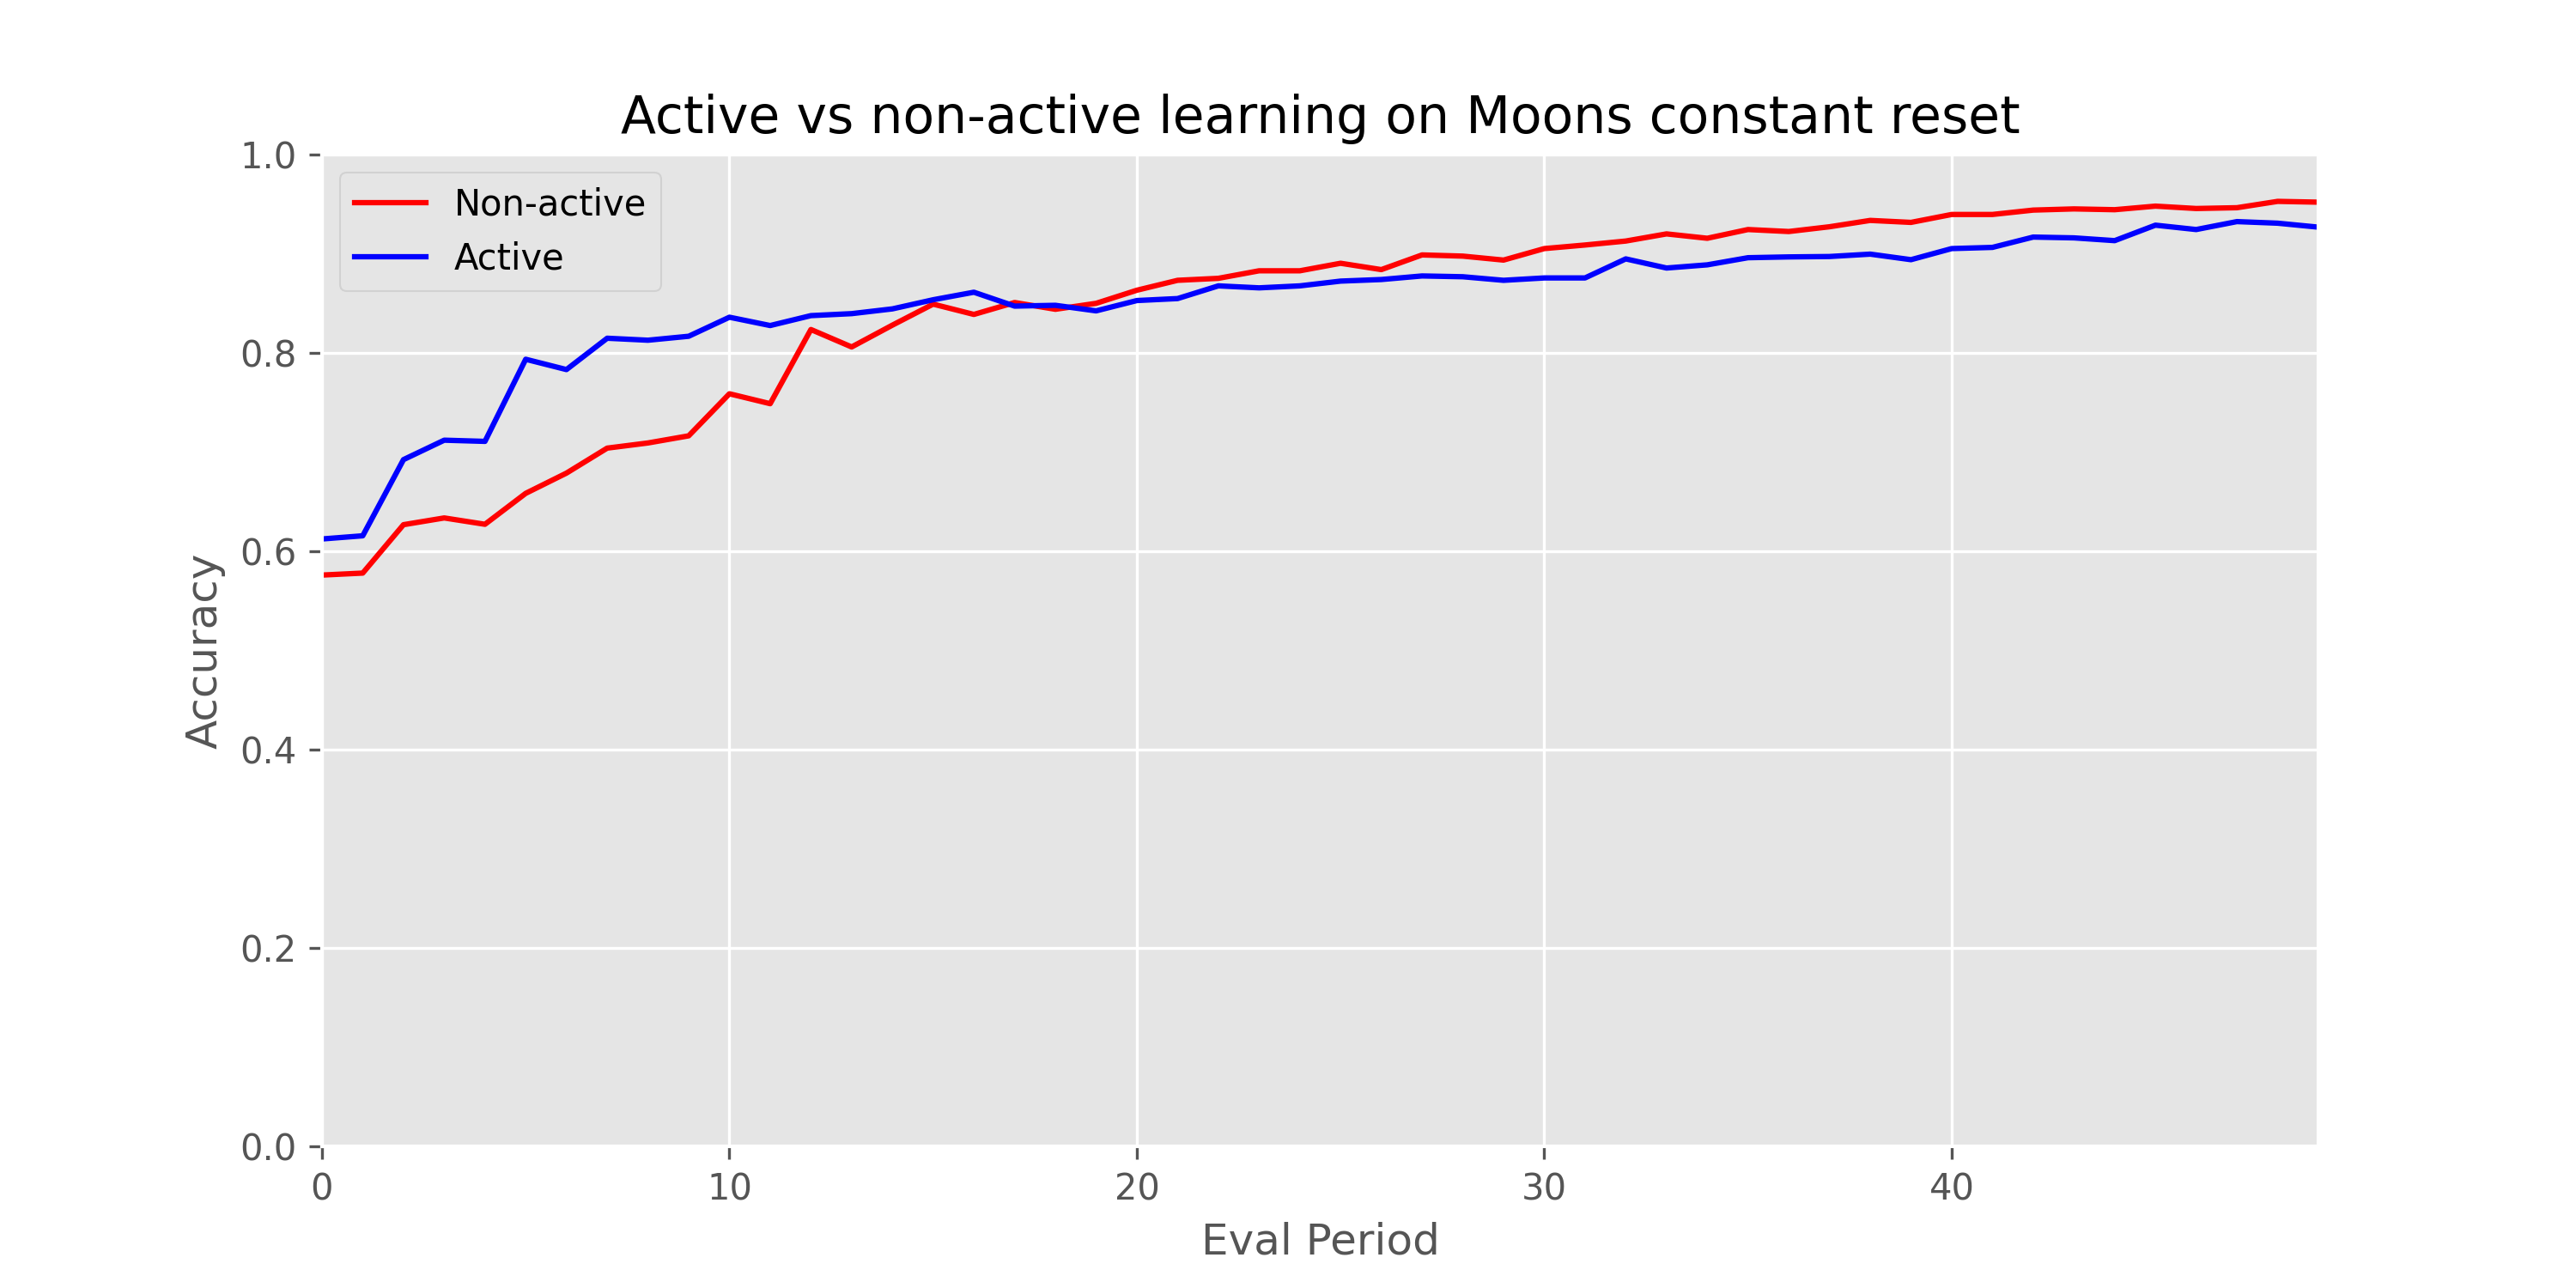 Active vs non-active learning on Moons constant reset
1.0
0.8
0.6
0.4
0.2
0.0
Accuracy
Non-active
Active
0 10 20 30 40
Eval Period